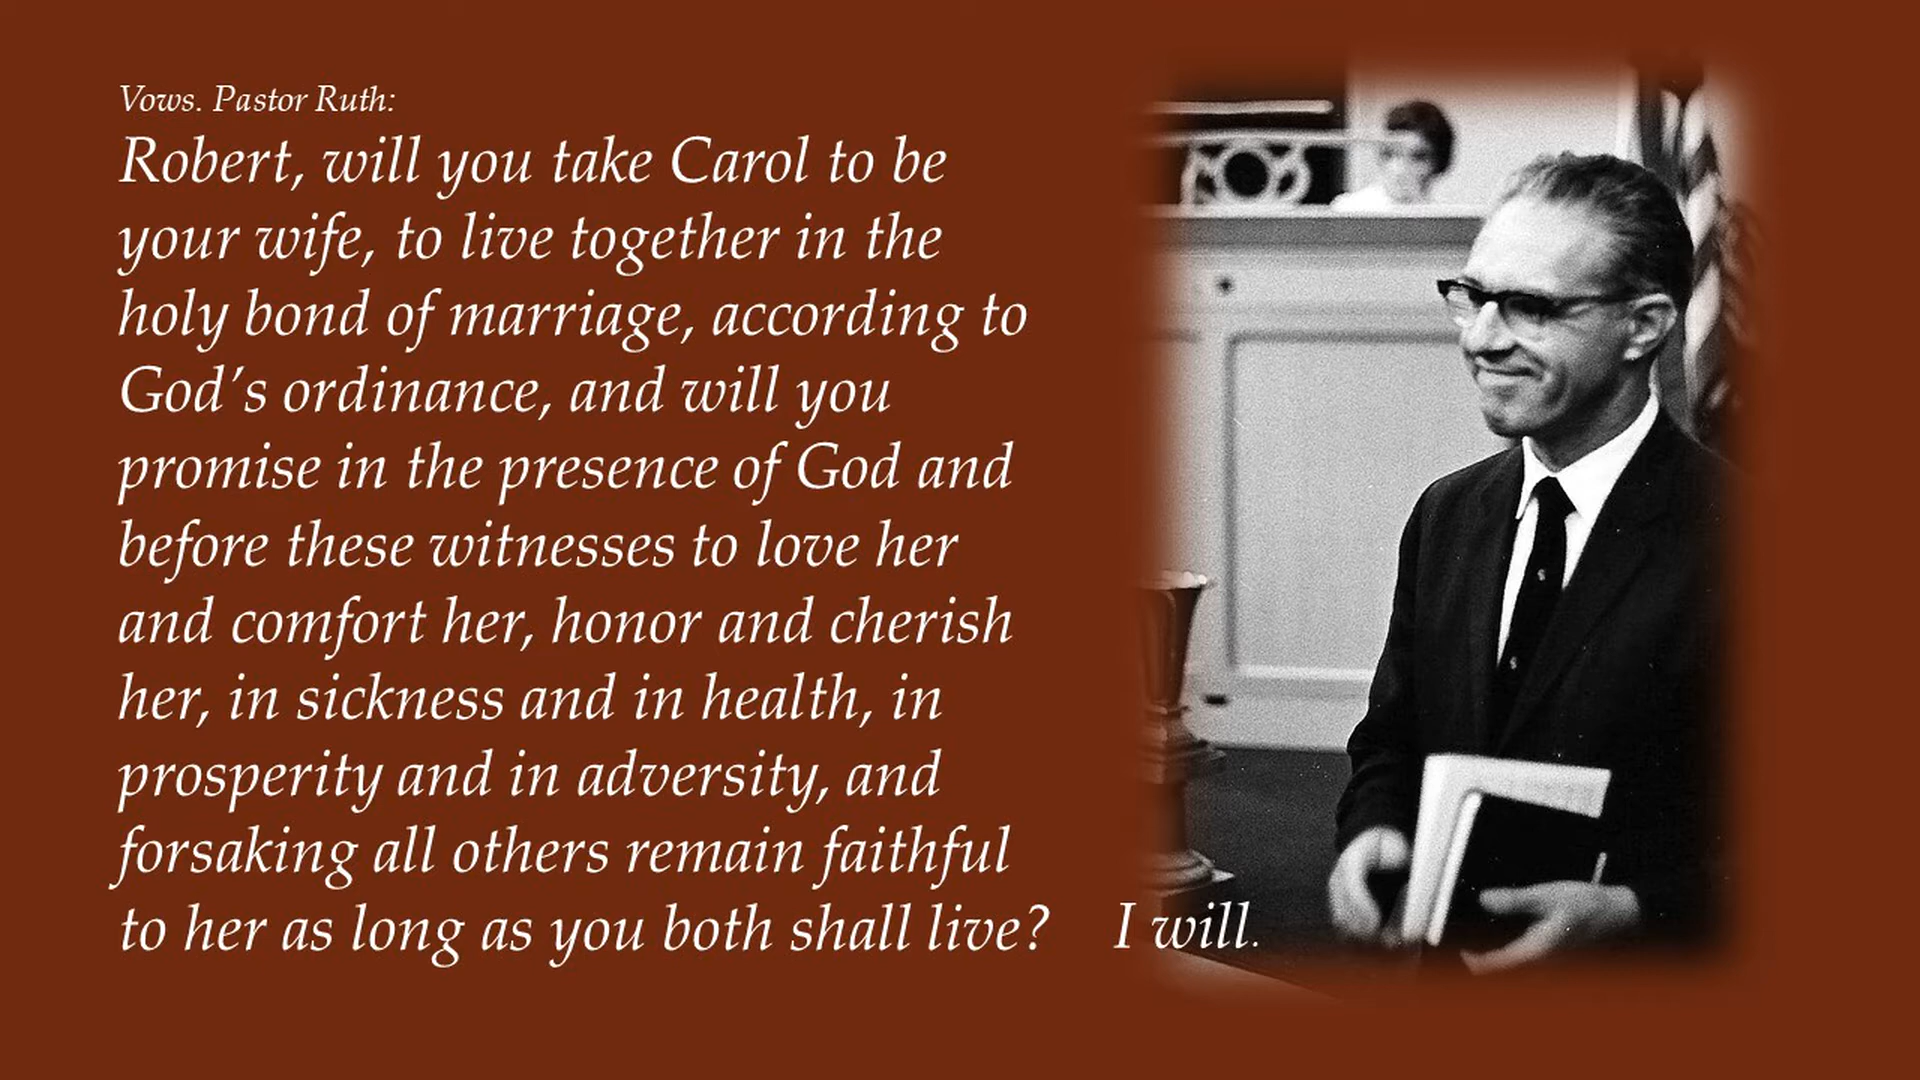 Vows. Pastor Ruth:
Robert, will you take Carol to be
your wife, to live together in the
holy bond of marriage, according to
God’s ordinance, and will you
promise in the presence of God and
before these witnesses to love her
and comfort her, honor and cherish
her, in sickness and in health, in
prosperity and in adversity, and
forsaking all others remain faithful
to her as long as you both shall live? I will.